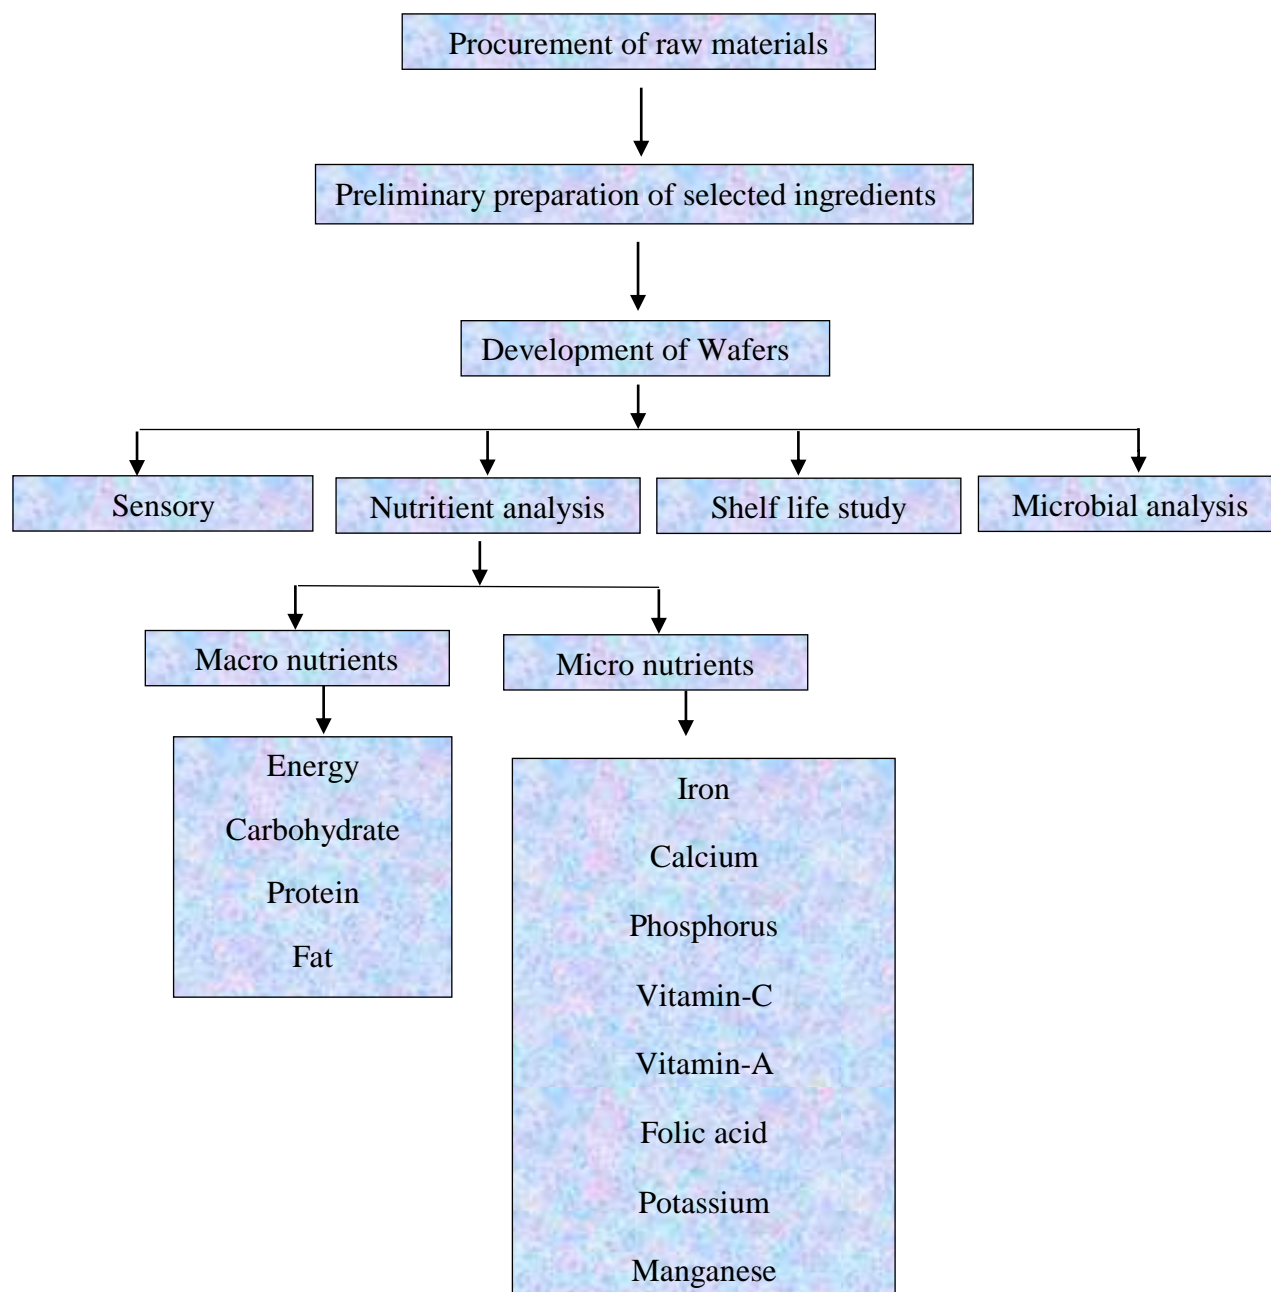 Procurement of raw materials
Preliminary preparation of selected ingredients
Development of Wafers
Sensory
Nutritient analysis
Shelf life study
Microbial analysis
Macro nutrients
Micro nutrients
Energy
Carbohydrate
Protein
Fat
Iron
Calcium
Phosphorus
Vitamin-C
Vitamin-A
Folic acid
Potassium
Manganese